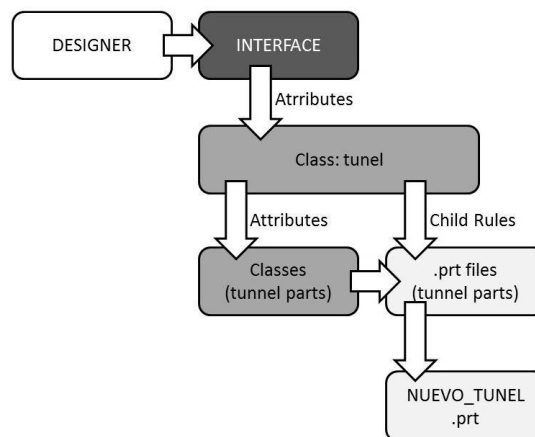 DESIGNER
INTERFACE
Atrributes
Class: tunel
Attributes
Child Rules
Classes
(tunnel parts)
.prt files
(tunnel parts)
NUEVO_TUNEL
.prt